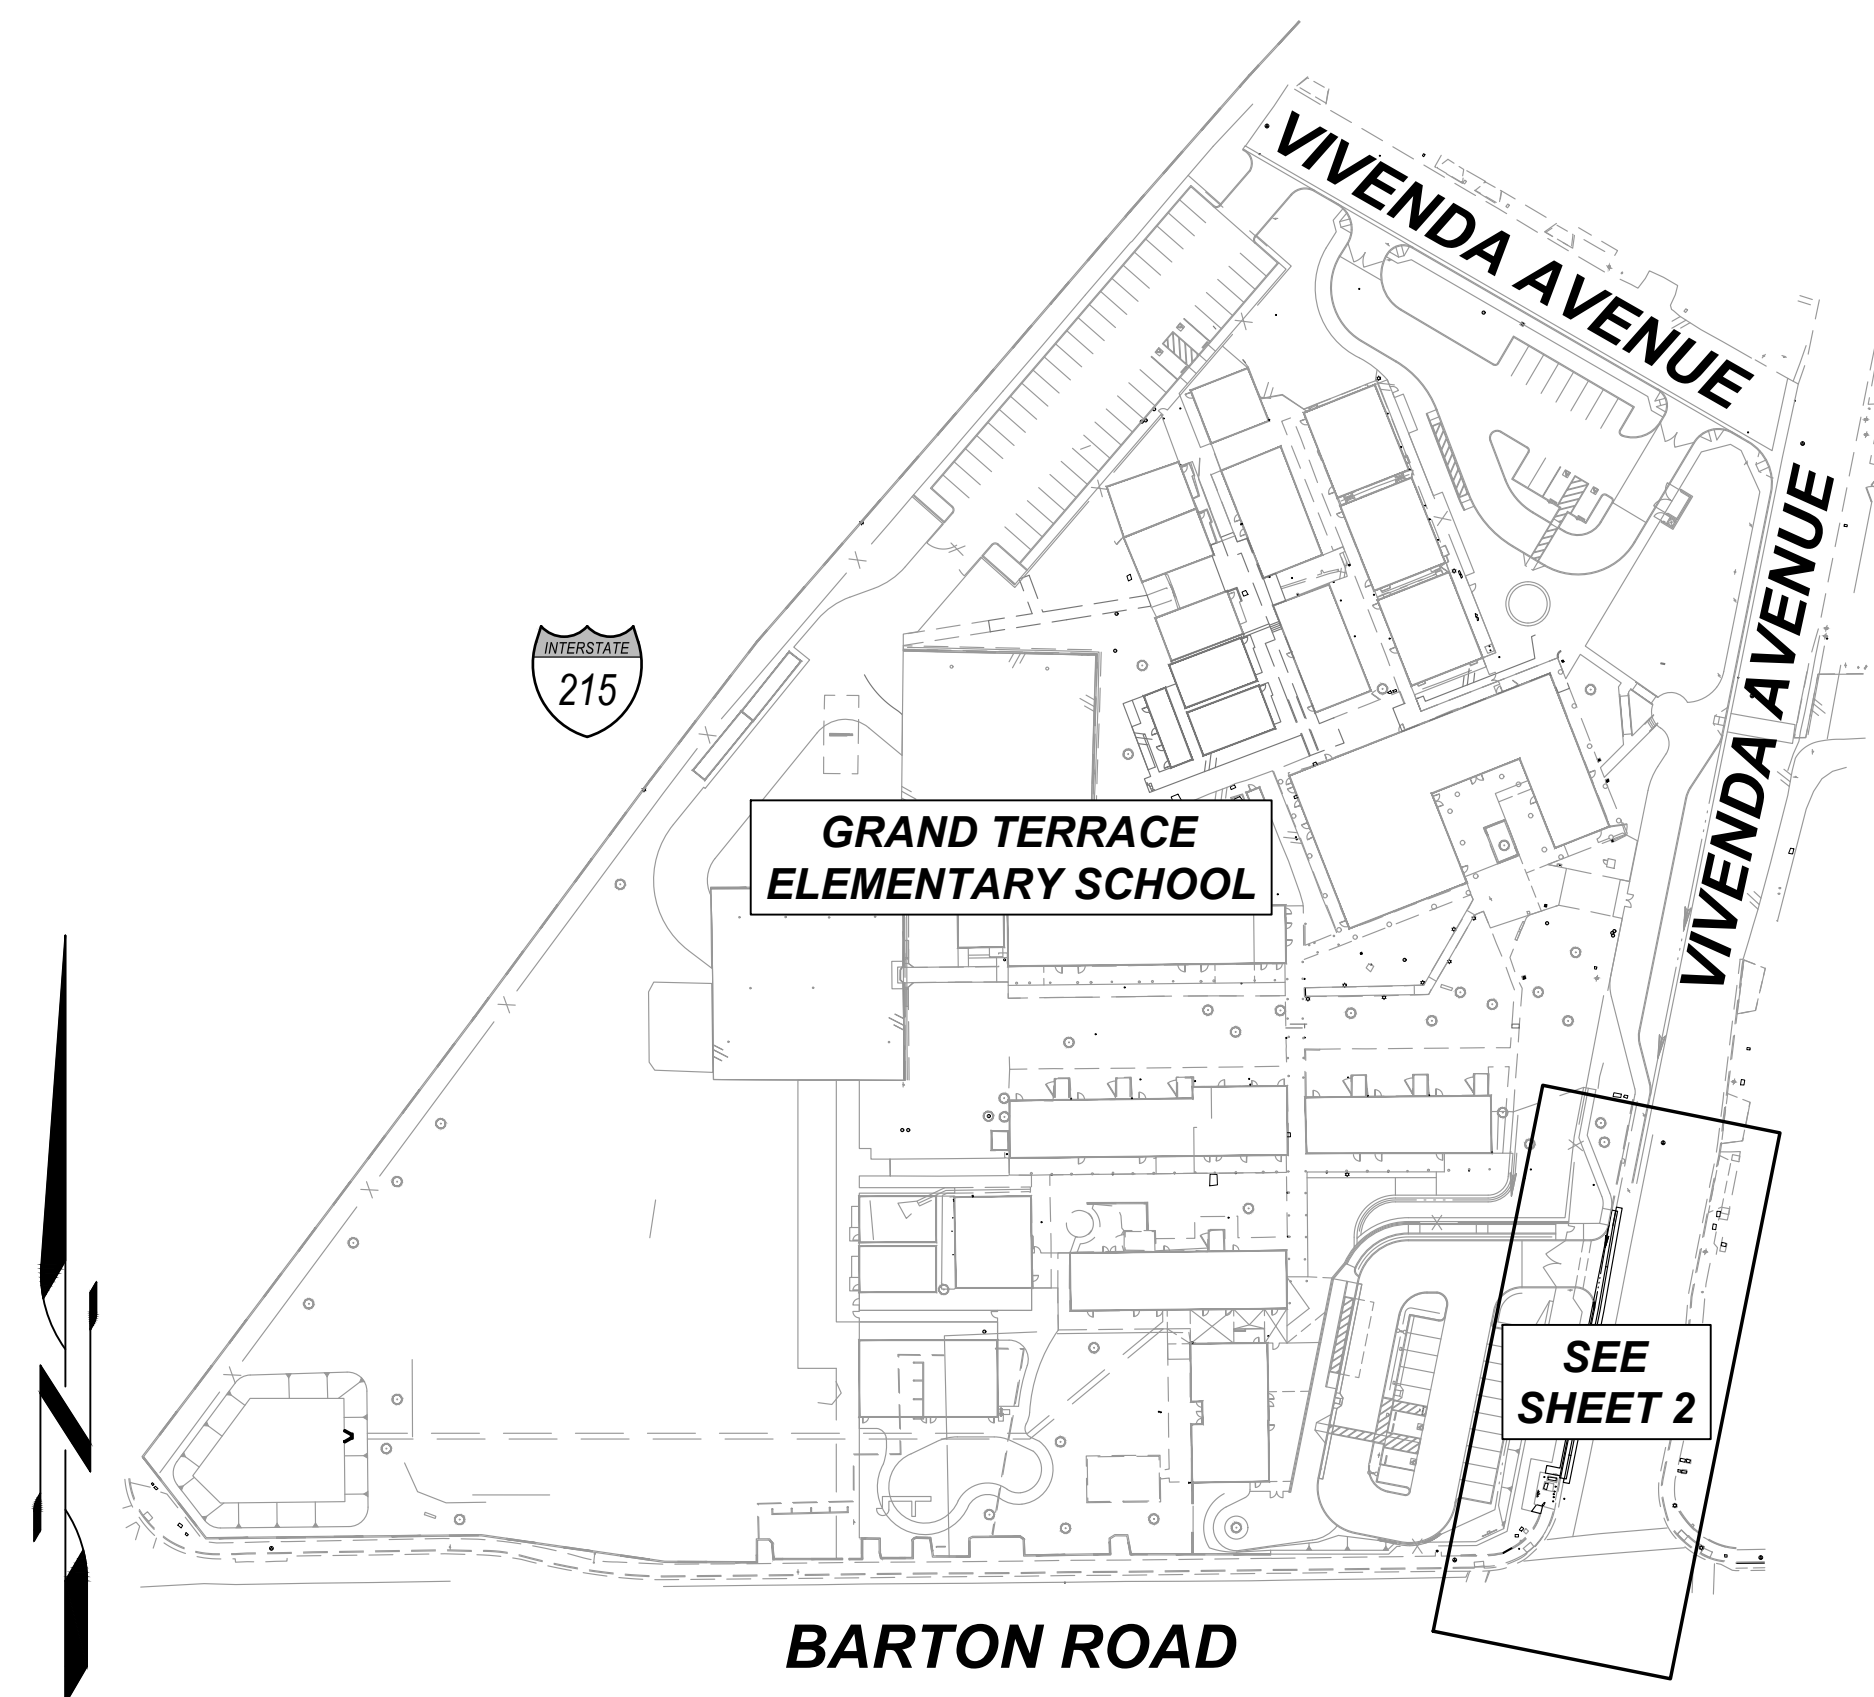 VIVENDA AVENUE
VIVENDA AVENUE
INTERSTATE
215
GRAND TERRACE
ELEMENTARY SCHOOL
SEE
SHEET 2
N
BARTON ROAD